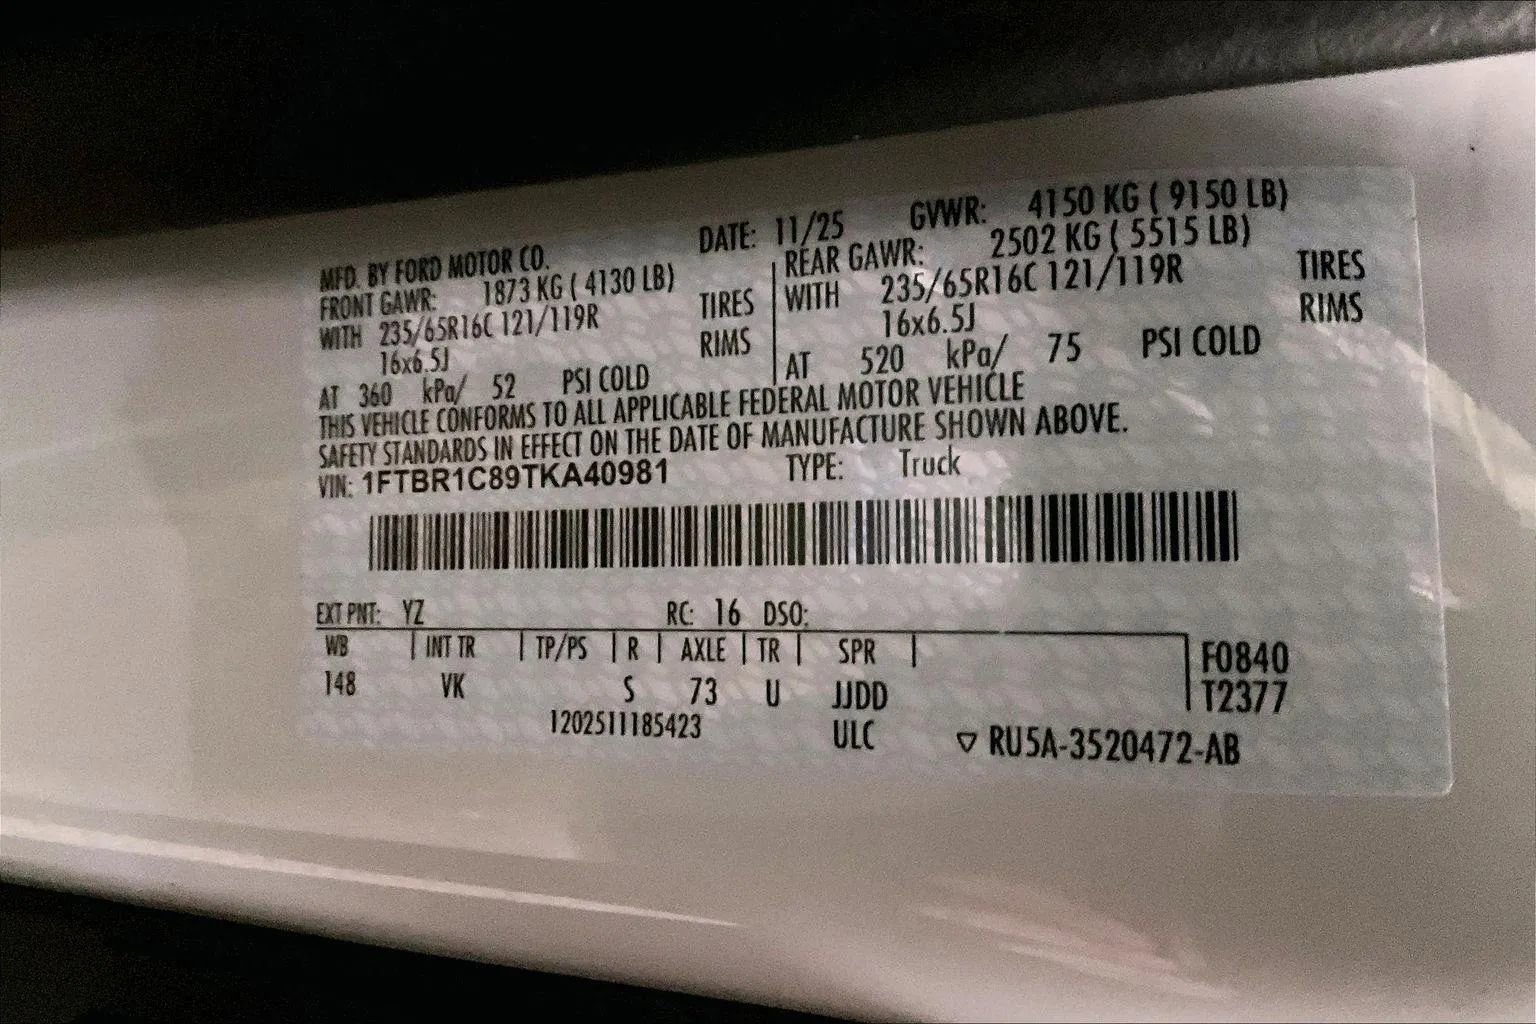 MFD. BY FORD MOTOR CO. DATE: 11/25 GVWR: 4150 KG ( 9150 LB)
FRONT GAWR: 1873 KG ( 4130 LB)
WITH 235/65R16C 121/119R TIRES
16x6.5J RIMS
AT 360 kPa/ 52 PSI COLD
REAR GAWR: 2502 KG ( 5515 LB)
WITH 235/65R16C 121/119R TIRES
16x6.5J RIMS
AT 520 kPa/ 75 PSI COLD
THIS VEHICLE CONFORMS TO ALL APPLICABLE FEDERAL MOTOR VEHICLE
SAFETY STANDARDS IN EFFECT ON THE DATE OF MANUFACTURE SHOWN ABOVE.
VIN: 1FTBR1C89TKA40981 TYPE: Truck
EXT PNT: YZ RC: 16 DSO:
WB | INT TR | TP/PS | R | AXLE | TR | SPR |
148 VK S 73 U JJDD
F0840
T2377
1202511185423 ULC ▽ RU5A-3520472-AB